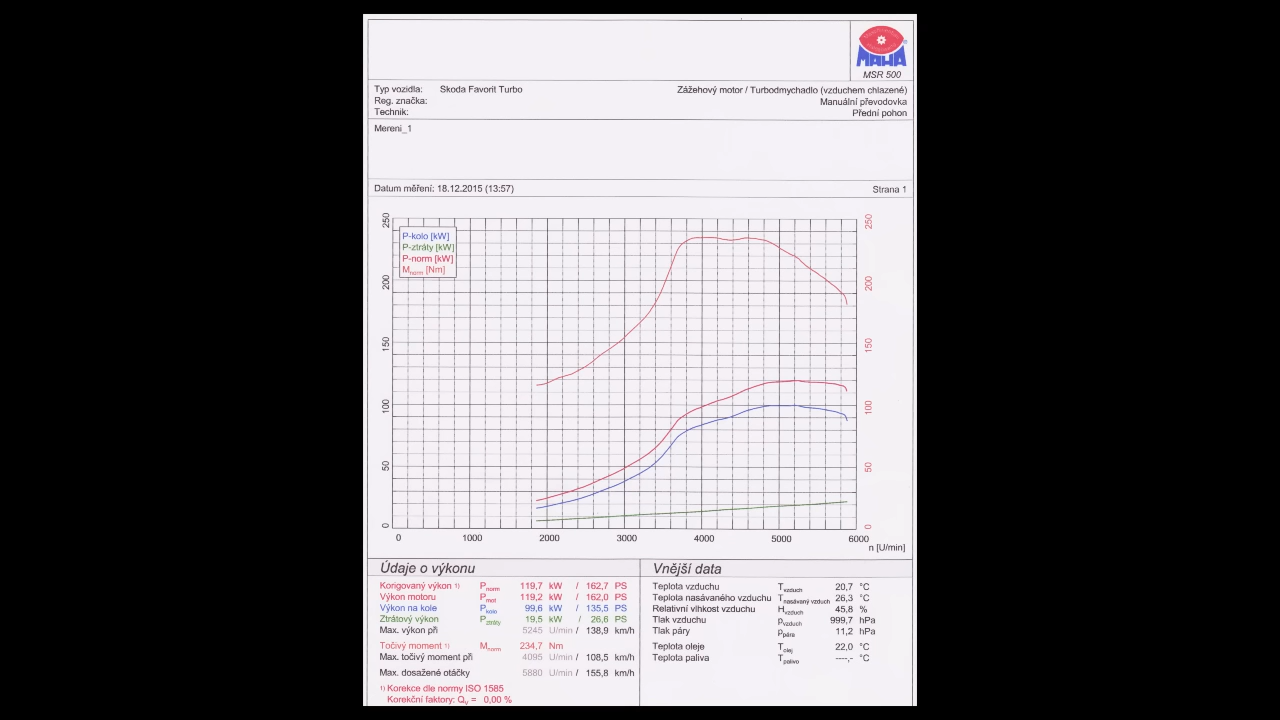 MAHA
MSR 500
Typ vozidla: Skoda Favorit Turbo Zážehový motor / Turbodmychadlo (vzduchem chlazené)
Reg. značka: Manuální převodovka
Technik: Přední pohon
Mereni_1
Datum měření: 18.12.2015 (13:57) Strana 1
250 250
P-kolo [kW]
P-ztráty [kW]
P-norm [kW]
Mnorm [Nm]
200 200
150 150
100 100
50 50
0 0
0 1000 2000 3000 4000 5000 6000
n [U/min]
Údaje o výkonu Vnější data
Korigovaný výkon 1) Pnorm 119,7 kW / 162,7 PS Teplota vzduchu Tvzduch 20,7 °C
Výkon motoru Pmot 119,2 kW / 162,0 PS Teplota nasávaného vzduchu Tnasávaný vzduch 26,3 °C
Výkon na kole Pkolo 99,6 kW / 135,5 PS Relativní vlhkost vzduchu Hvzduch 45,8 %
Ztrátový výkon Pztráty 19,5 kW / 26,6 PS Tlak vzduchu pvzduch 999,7 hPa
Max. výkon při 5245 U/min / 138,9 km/h Tlak páry ppára 11,2 hPa
Točivý moment 1) Mnorm 234,7 Nm Teplota oleje Tolej 22,0 °C
Max. točivý moment při 4095 U/min / 108,5 km/h Teplota paliva Tpalivo ----,- °C
Max. dosažené otáčky 5880 U/min / 155,8 km/h
1) Korekce dle normy ISO 1585
Korekční faktory: QV = 0,00 %